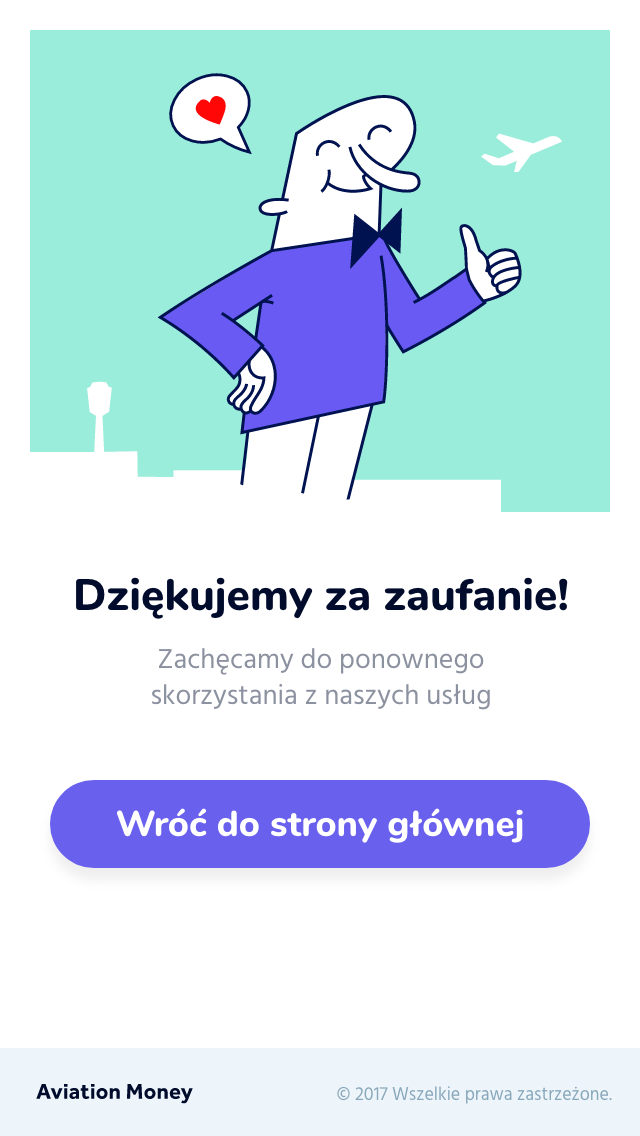 Dziękujemy za zaufanie!
Zachęcamy do ponownego
skorzystania z naszych usług
Wróć do strony głównej
Aviation Money
© 2017 Wszelkie prawa zastrzeżone.